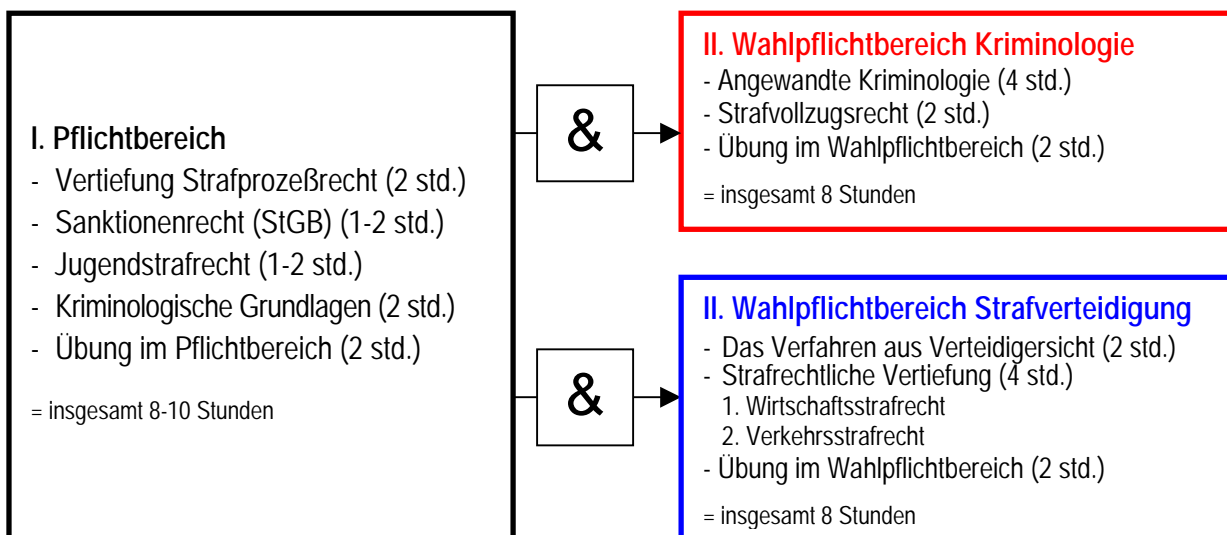 I. Pflichtbereich
- Vertiefung Strafprozeßrecht (2 std.)
- Sanktionenrecht (StGB) (1-2 std.)
- Jugendstrafrecht (1-2 std.)
- Kriminologische Grundlagen (2 std.)
- Übung im Pflichtbereich (2 std.)
= insgesamt 8-10 Stunden
&
II. Wahlpflichtbereich Kriminologie
- Angewandte Kriminologie (4 std.)
- Strafvollzugsrecht (2 std.)
- Übung im Wahlpflichtbereich (2 std.)
= insgesamt 8 Stunden
&
II. Wahlpflichtbereich Strafverteidigung
- Das Verfahren aus Verteidigersicht (2 std.)
- Strafrechtliche Vertiefung (4 std.)
1. Wirtschaftsstrafrecht
2. Verkehrsstrafrecht
- Übung im Wahlpflichtbereich (2 std.)
= insgesamt 8 Stunden